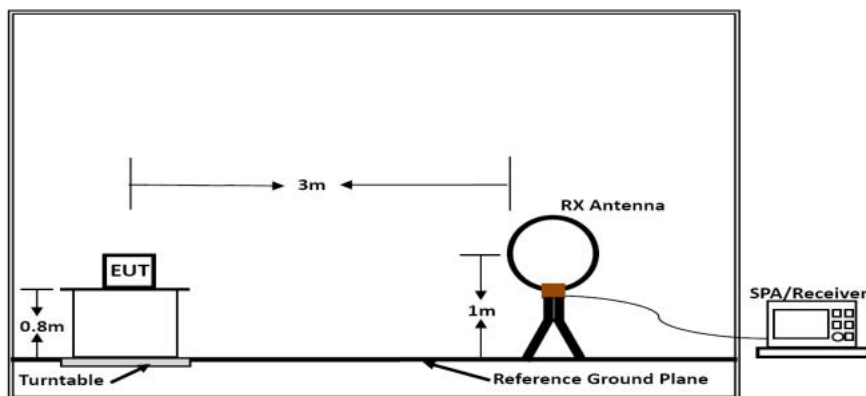 3m
RX Antenna
EUT
SPA/Receiver
0.8m
1m
Turntable
Reference Ground Plane